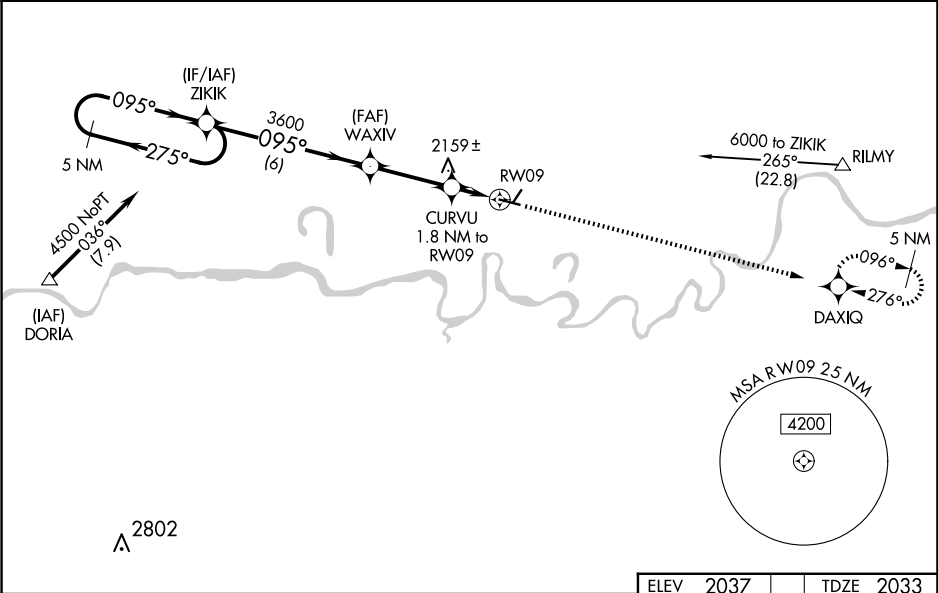 (IF/IAF)
ZIKIK
095°
275°
5 NM
3600
095°
(6)
(FAF)
WAXIV
2159 ±
RW09
CURVU
1.8 NM to
RW09
6000 to ZIKIK
265°
(22.8)
RILMY
4500 NoPT
036°
(7.9)
(IAF)
DORIA
5 NM
096°
276°
DAXIQ
MSA RW09 25 NM
4200
2802
ELEV 2037 TDZE 2033